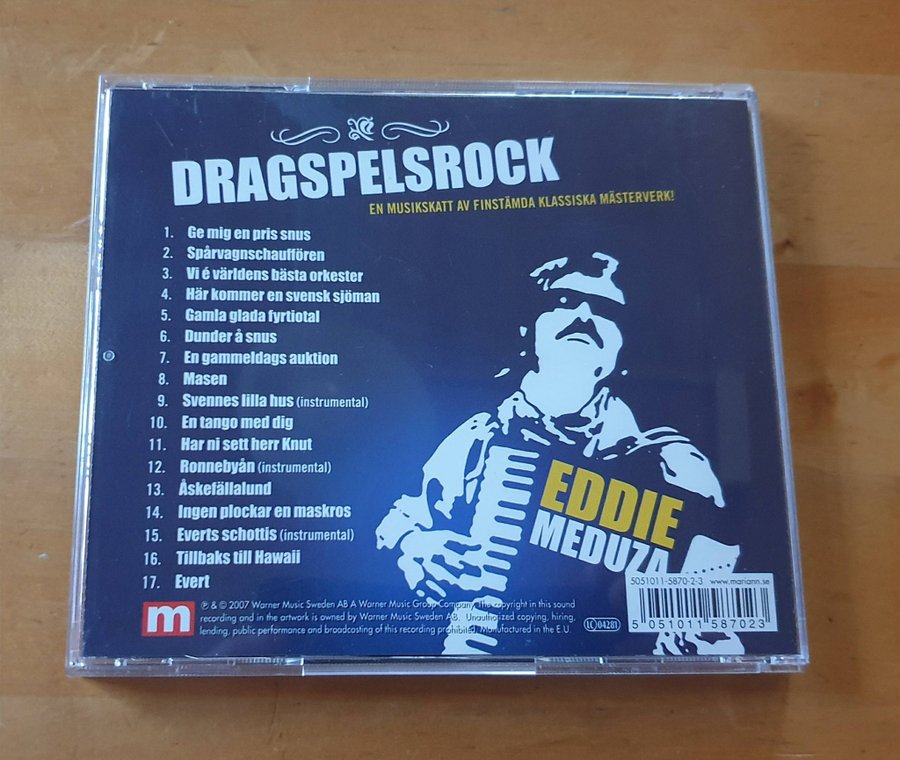 DRAGSPELSROCK
EN MUSIKSKATT AV FINSTÄMDA KLASSISKA MÄSTERVERK!
1. Ge mig en pris snus
2. Spårvagnschauffören
3. Vi é världens bästa orkester
4. Här kommer en svensk sjöman
5. Gamla glada fyrtiotal
6. Dunder å snus
7. En gammeldags auktion
8. Masen
9. Svennes lilla hus (instrumental)
10. En tango med dig
11. Har ni sett herr Knut
12. Ronnebyån (instrumental)
13. Åskefällalund
14. Ingen plockar en maskros
15. Everts schottis (instrumental)
16. Tillbaks till Hawaii
17. Evert
EDDIE
MEDUZA
m
℗ & © 2007 Warner Music Sweden AB A Warner Music Group Company. The copyright in this sound
recording and in the artwork is owned by Warner Music Sweden AB. Unauthorized copying, hiring,
lending, public performance and broadcasting of this recording prohibited. Manufactured in the E.U.
LC 04281
5051011-5870-2-3 www.mariann.se
5 051011 587023